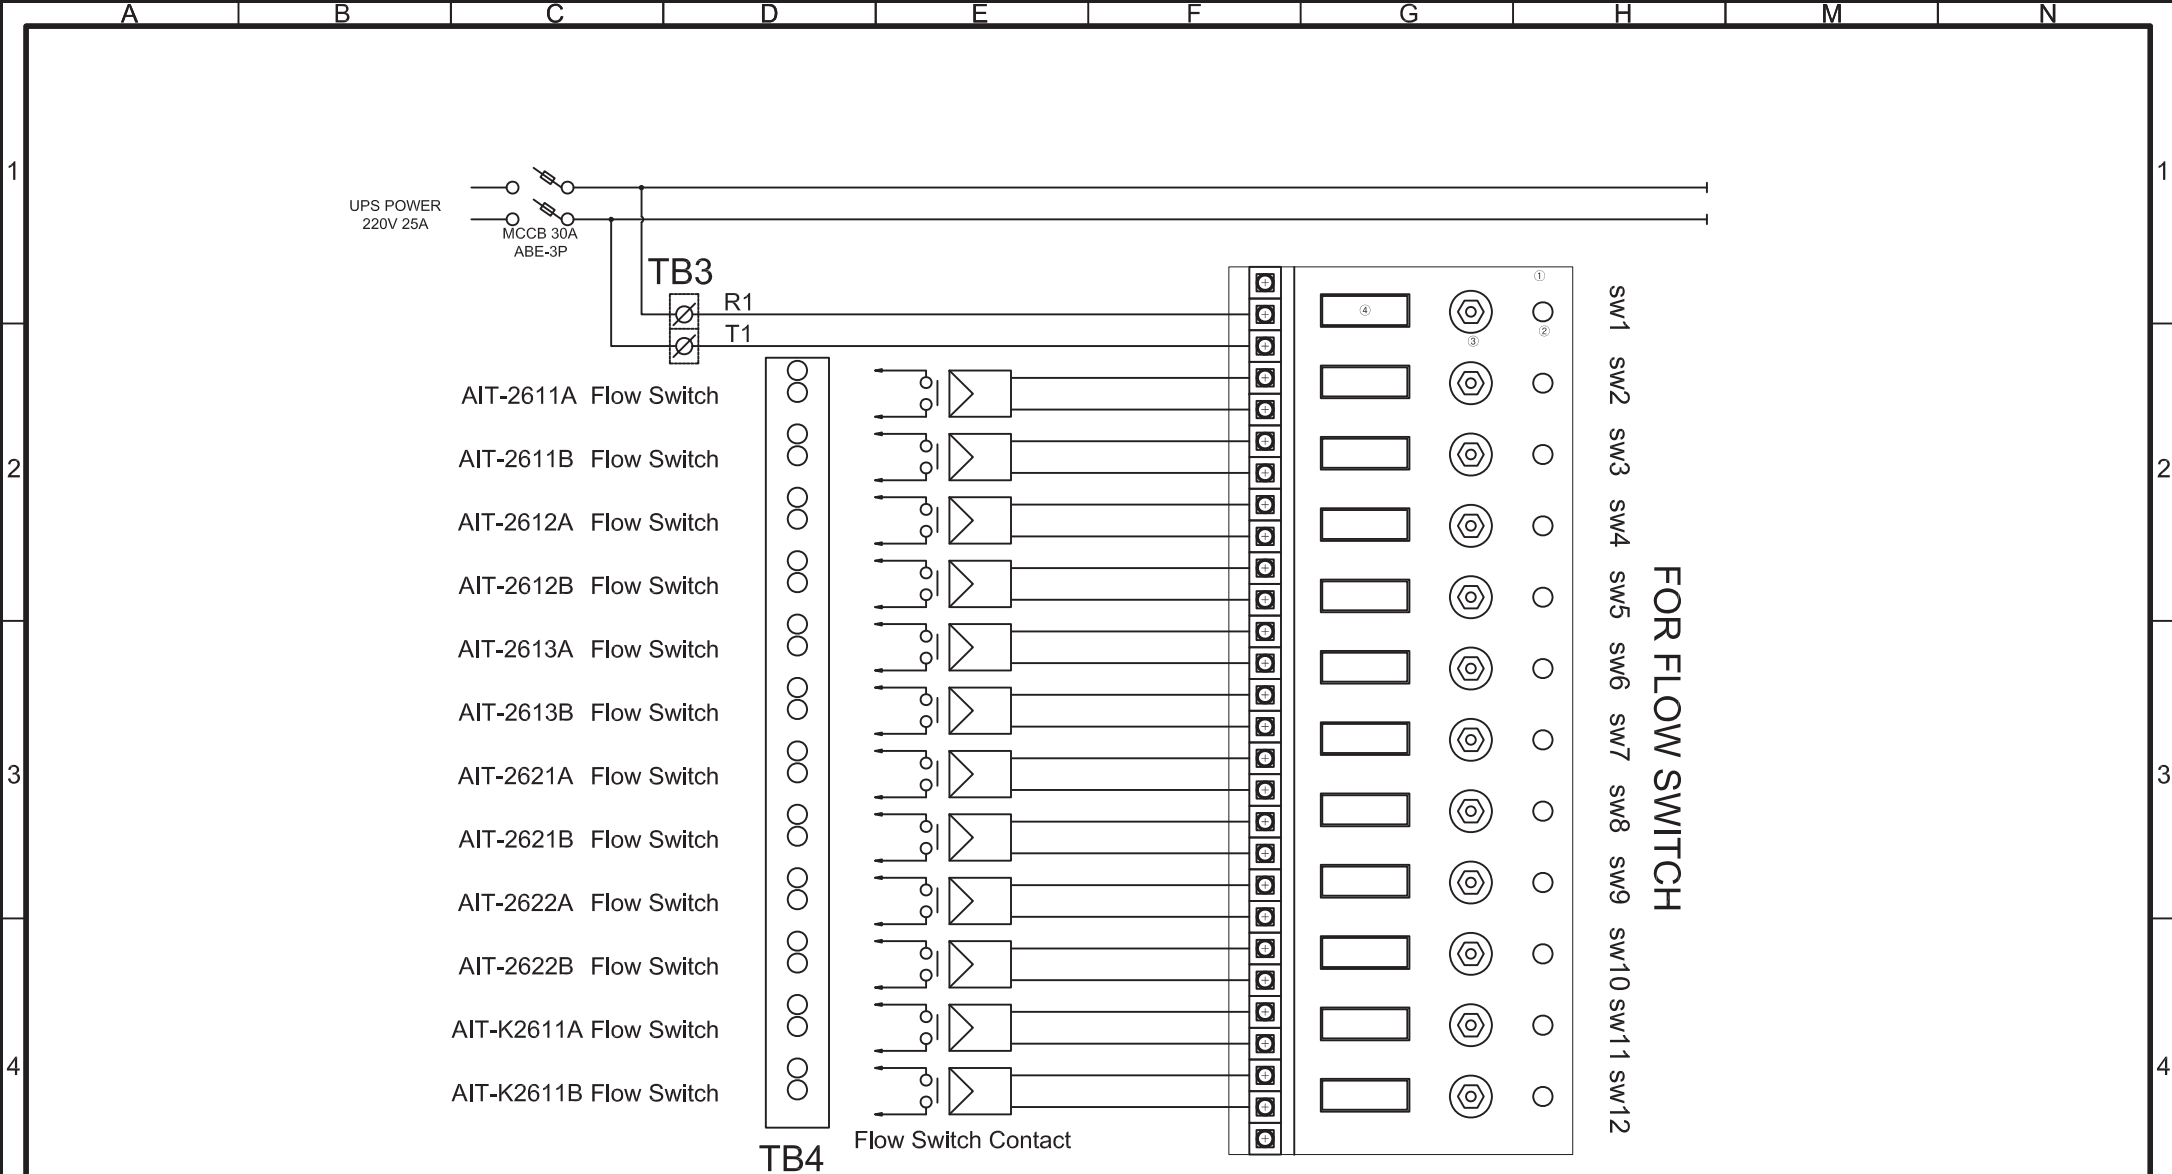 A B C D E F G H M N
1 1
UPS POWER
220V 25A
MCCB 30A
ABE-3P
TB3
R1
T1
①
②
③
④
sw1
sw2
sw3
sw4
sw5
sw6
sw7
sw8
sw9
sw10
sw11
sw12
FOR FLOW SWITCH
AIT-2611A Flow Switch
AIT-2611B Flow Switch
2 2
AIT-2612A Flow Switch
AIT-2612B Flow Switch
AIT-2613A Flow Switch
AIT-2613B Flow Switch
AIT-2621A Flow Switch
3 3
AIT-2621B Flow Switch
AIT-2622A Flow Switch
AIT-2622B Flow Switch
AIT-K2611A Flow Switch
4 4
AIT-K2611B Flow Switch
Flow Switch Contact
TB4